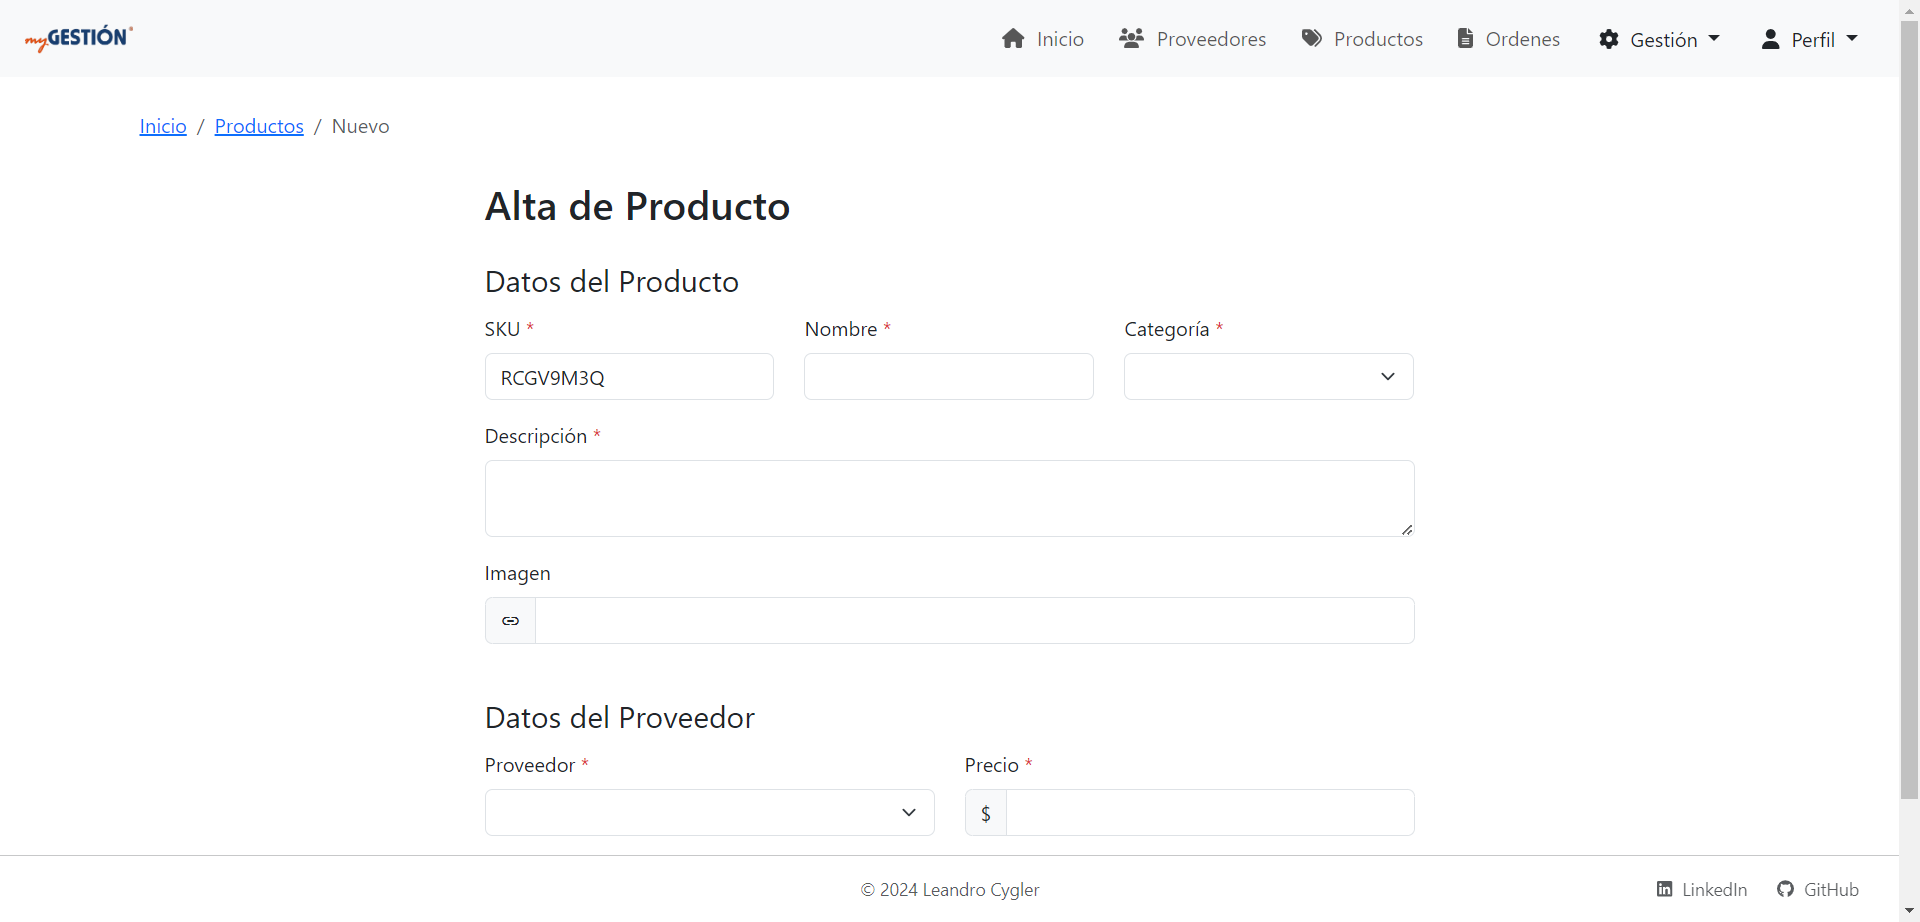 myGESTIÓN
Inicio Proveedores Productos Ordenes Gestión Perfil
Inicio / Productos / Nuevo
Alta de Producto
Datos del Producto
SKU * Nombre * Categoría *
RCGV9M3Q
Descripción *
Imagen
Datos del Proveedor
Proveedor * Precio *
$
© 2024 Leandro Cygler LinkedIn GitHub